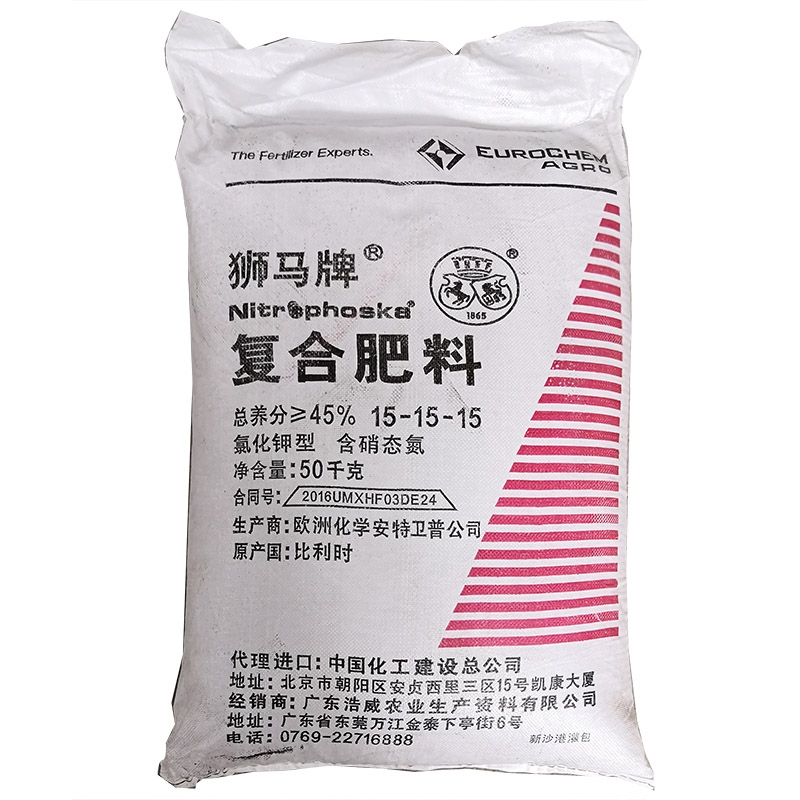 The Fertilizer Experts.
EUROCHEM
AGRO
狮马牌®
Nitrophoska®
®
1865
复合肥料
总养分≥45% 15-15-15
氯化钾型 含硝态氮
净含量:50千克
合同号: 2016UMXHF03DE24
生产商:欧洲化学安特卫普公司
原产国:比利时
代理进口:中国化工建设总公司
地址:北京市朝阳区安贞西里三区15号凯康大厦
经销商:广东浩威农业生产资料有限公司
地址:广东省东莞万江金泰下亭街6号
电话:0769-22716888
新沙港灌包